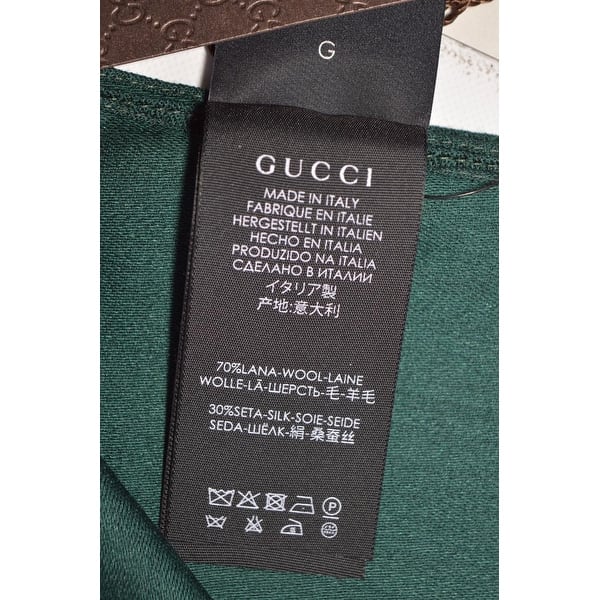 G
GUCCI
MADE IN ITALY
FABRIQUE EN ITALIE
HERGESTELLT IN ITALIEN
HECHO EN ITALIA
PRODUZIDO NA ITALIA
СДЕЛАНО В ИТАЛИИ
イタリア製
产地:意大利
70%LANA-WOOL-LAINE
WOLLE-LÃ-ШЕРСТЬ-毛-羊毛
30%SETA-SILK-SOIE-SEIDE
SEDA-ШЁЛК-絹-桑蚕丝
P